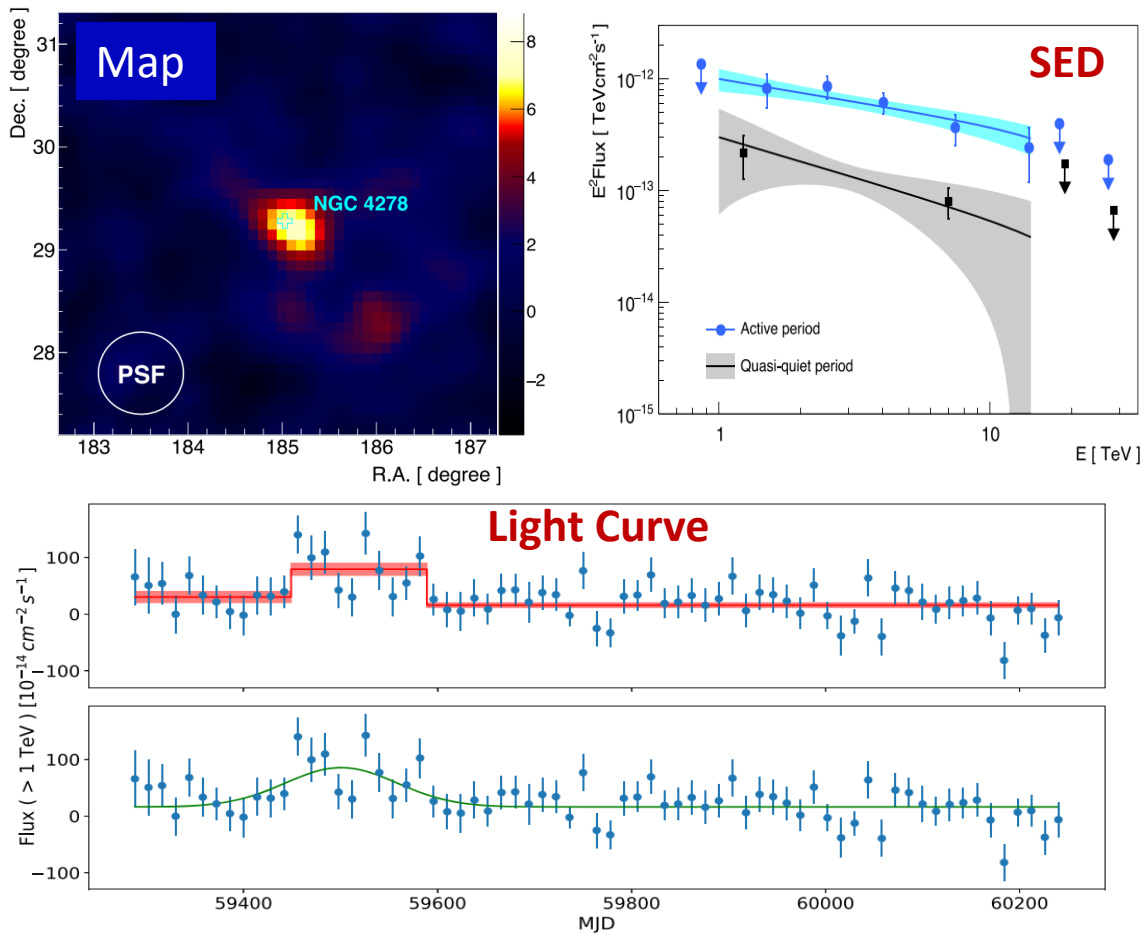 Map
Dec. [ degree ]
31
30
29
28
NGC 4278
PSF
183
184
185
186
187
R.A. [ degree ]
8
6
4
2
0
−2
SED
E²Flux [ TeVcm⁻²s⁻¹ ]
10⁻¹²
10⁻¹³
10⁻¹⁴
10⁻¹⁵
Active period
Quasi-quiet period
1
10
E [ TeV ]
Light Curve
Flux ( > 1 TeV ) [10⁻¹⁴ cm⁻² s⁻¹]
100
0
−100
100
0
−100
59400
59600
59800
60000
60200
MJD